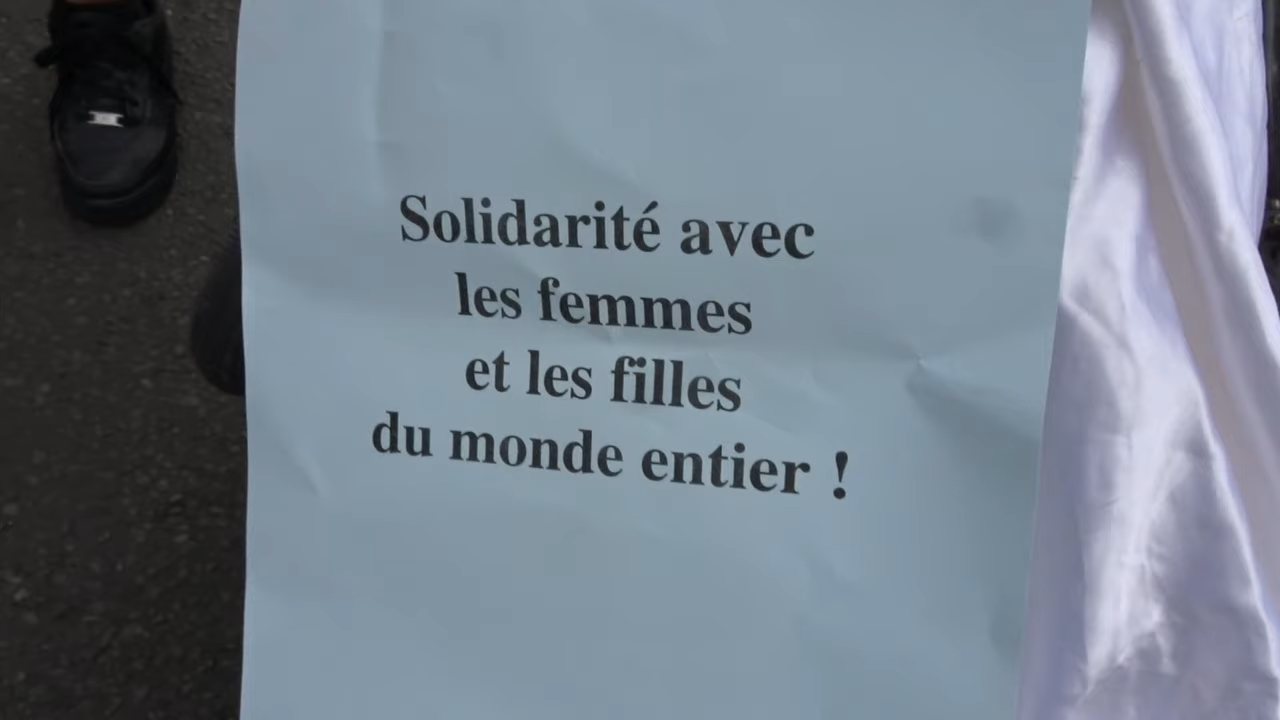 Solidarité avec
les femmes
et les filles
du monde entier !